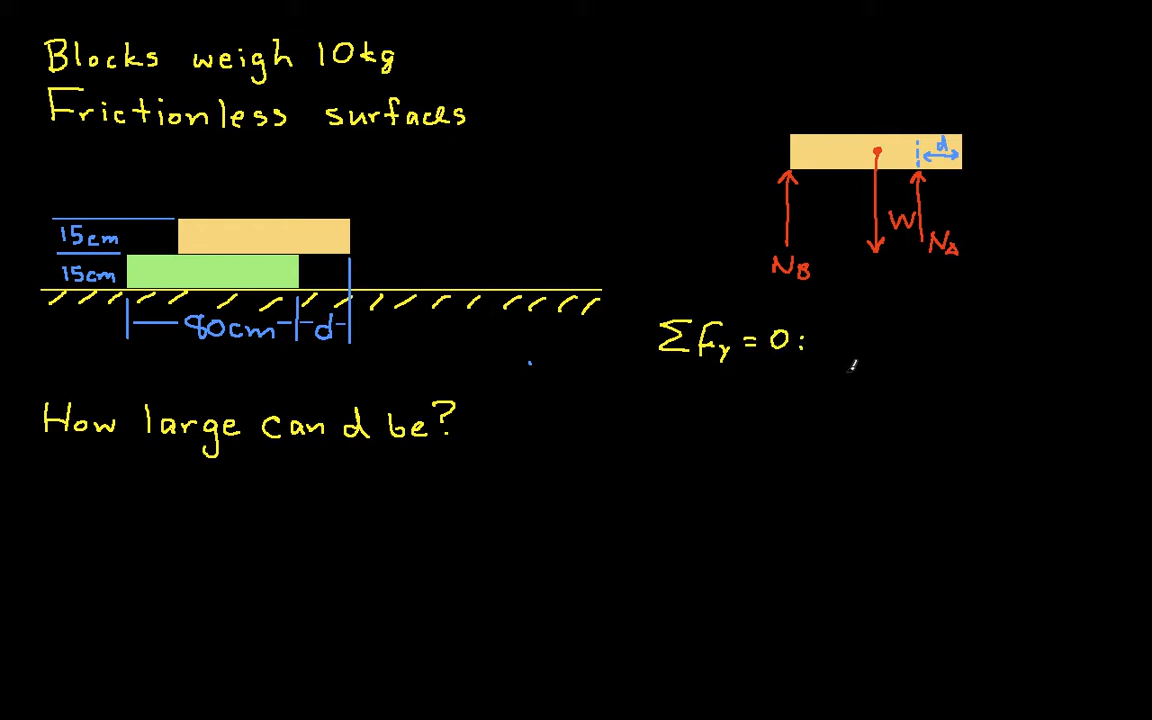 Blocks weigh 10kg
Frictionless surfaces
15cm
15cm
80cm
d
How large can d be?
d
W
N_B
N_A
ΣF_y = 0: